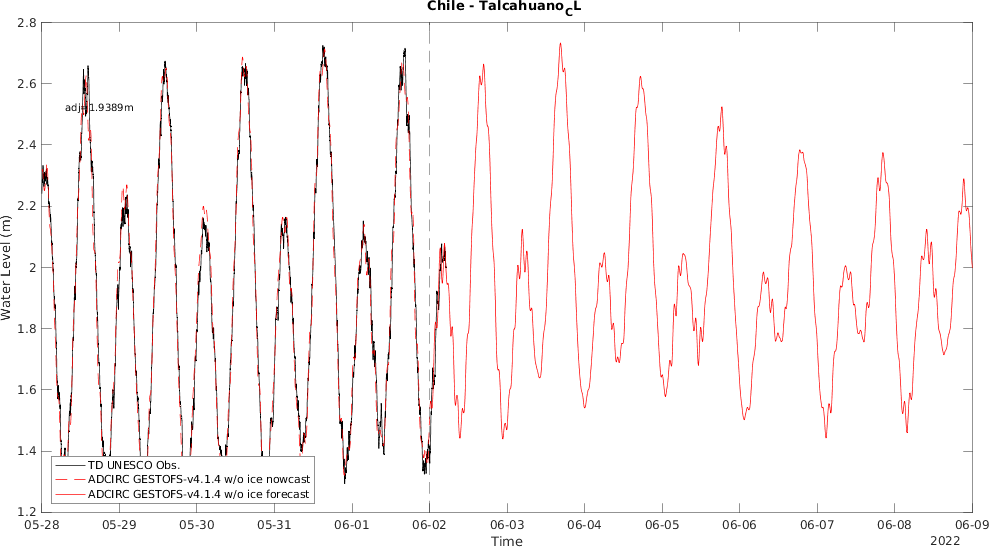 Chile - Talcahuano_CL
2.8
2.6
2.4
2.2
2
1.8
1.6
1.4
1.2
Water Level (m)
adj=1.9389m
TD UNESCO Obs.
ADCIRC GESTOFS-v4.1.4 w/o ice nowcast
ADCIRC GESTOFS-v4.1.4 w/o ice forecast
05-28 05-29 05-30 05-31 06-01 06-02 06-03 06-04 06-05 06-06 06-07 06-08 06-09
Time
2022